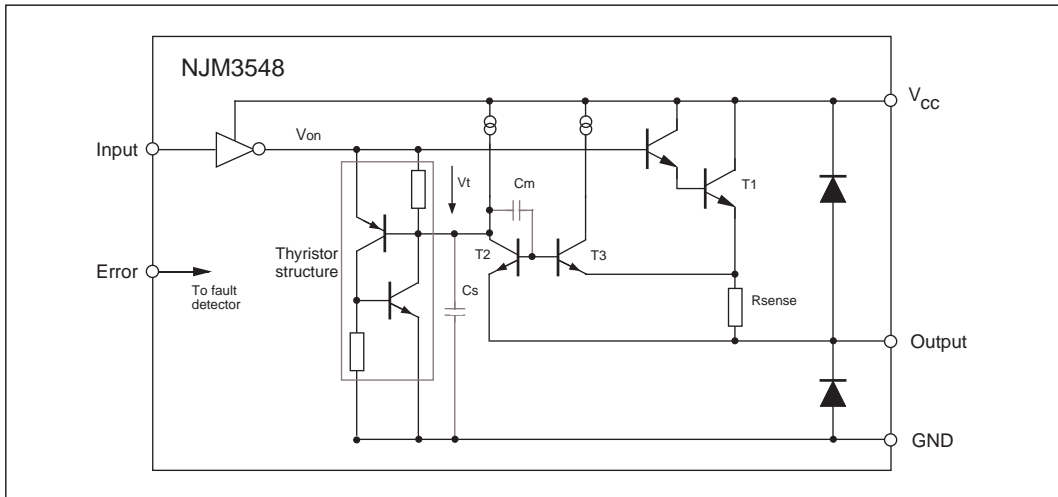 NJM3548
VCC
Input
Von
T1
Vt
Cm
T2
T3
Thyristor
structure
Error
To fault
detector
Cs
Rsense
Output
GND